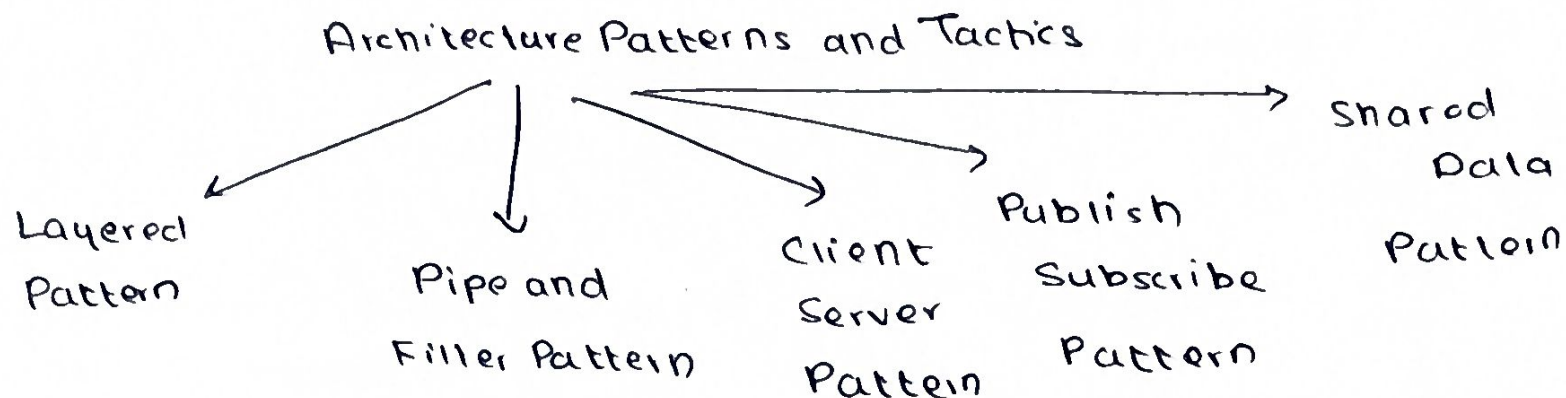 Architecture Patterns and Tactics
Layered
Pattern
Pipe and
Filter Pattern
Client
Server
Pattern
Publish
Subscribe
Pattern
Shared
Data
Pattern